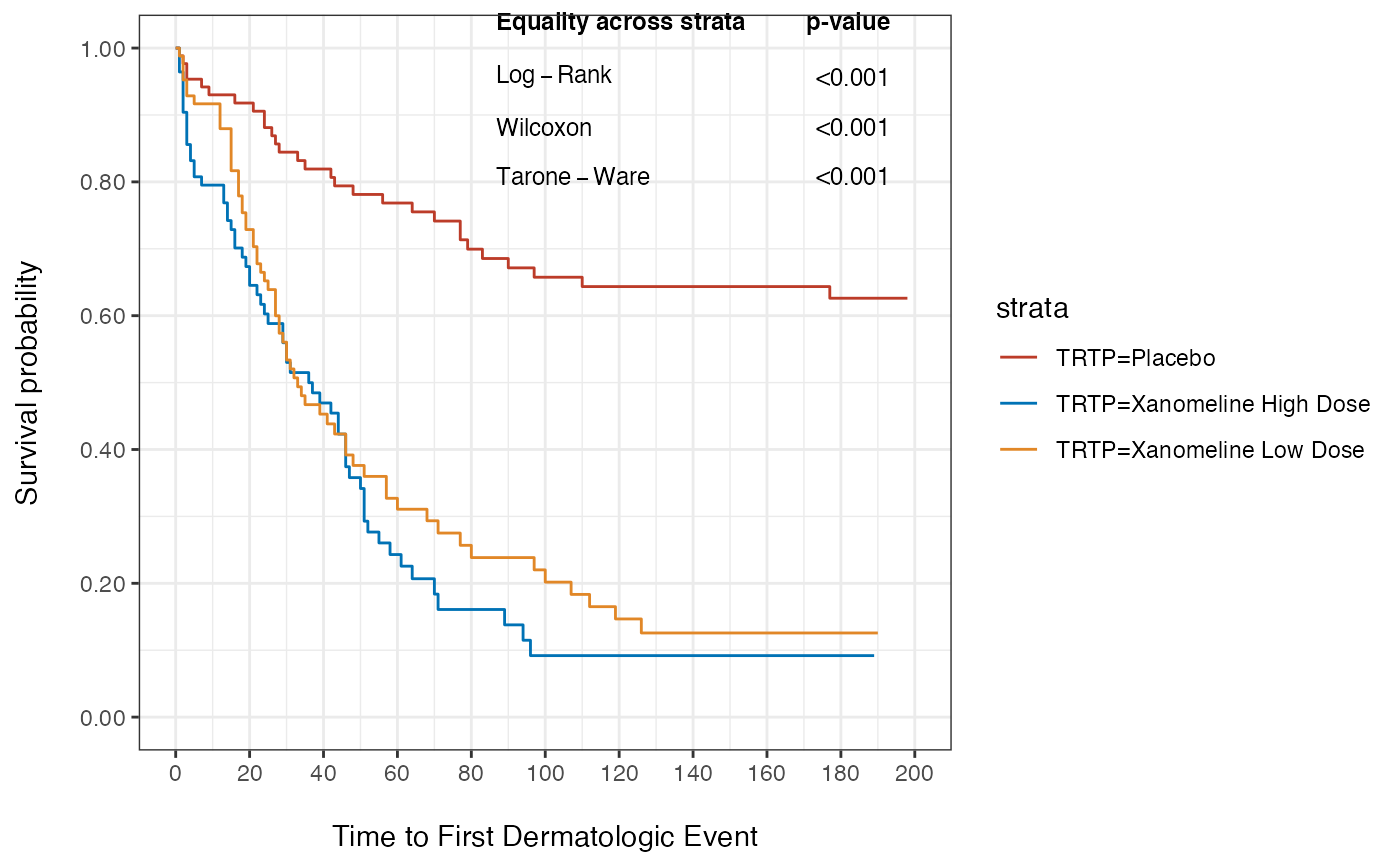 Equality across strata p-value
Log – Rank <0.001
Wilcoxon <0.001
Tarone – Ware <0.001
1.00
0.80
0.60
0.40
0.20
0.00
Survival probability
0 20 40 60 80 100 120 140 160 180 200
Time to First Dermatologic Event
strata
TRTP=Placebo
TRTP=Xanomeline High Dose
TRTP=Xanomeline Low Dose